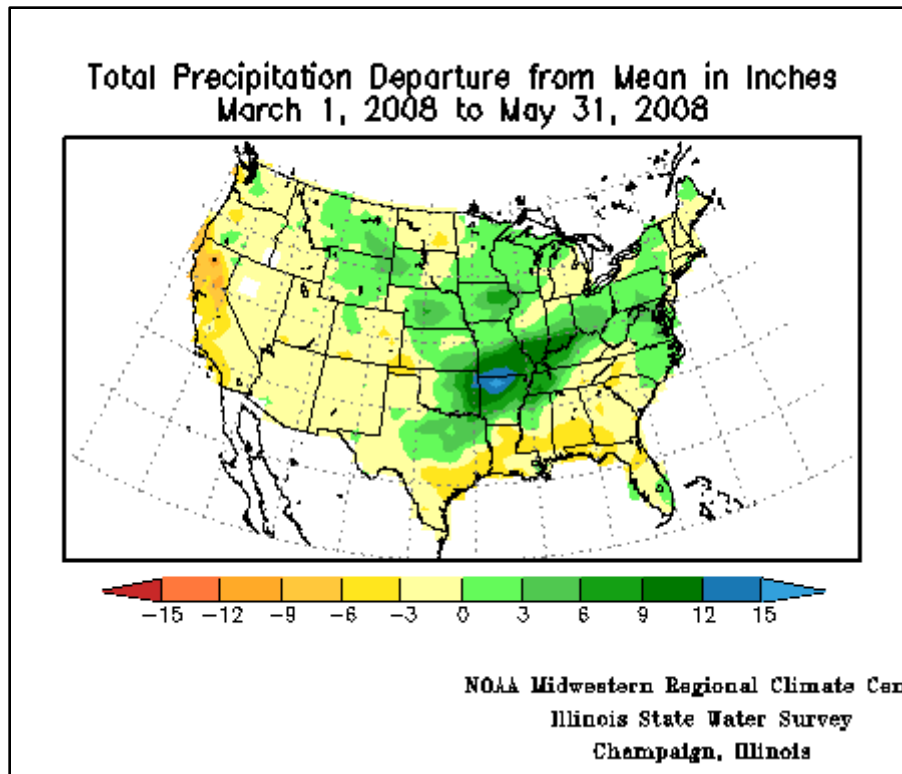 Total Precipitation Departure from Mean in Inches
March 1, 2008 to May 31, 2008
-15 -12 -9 -6 -3 0 3 6 9 12 15
NOAA Midwestern Regional Climate Cen
Illinois State Water Survey
Champaign, Illinois